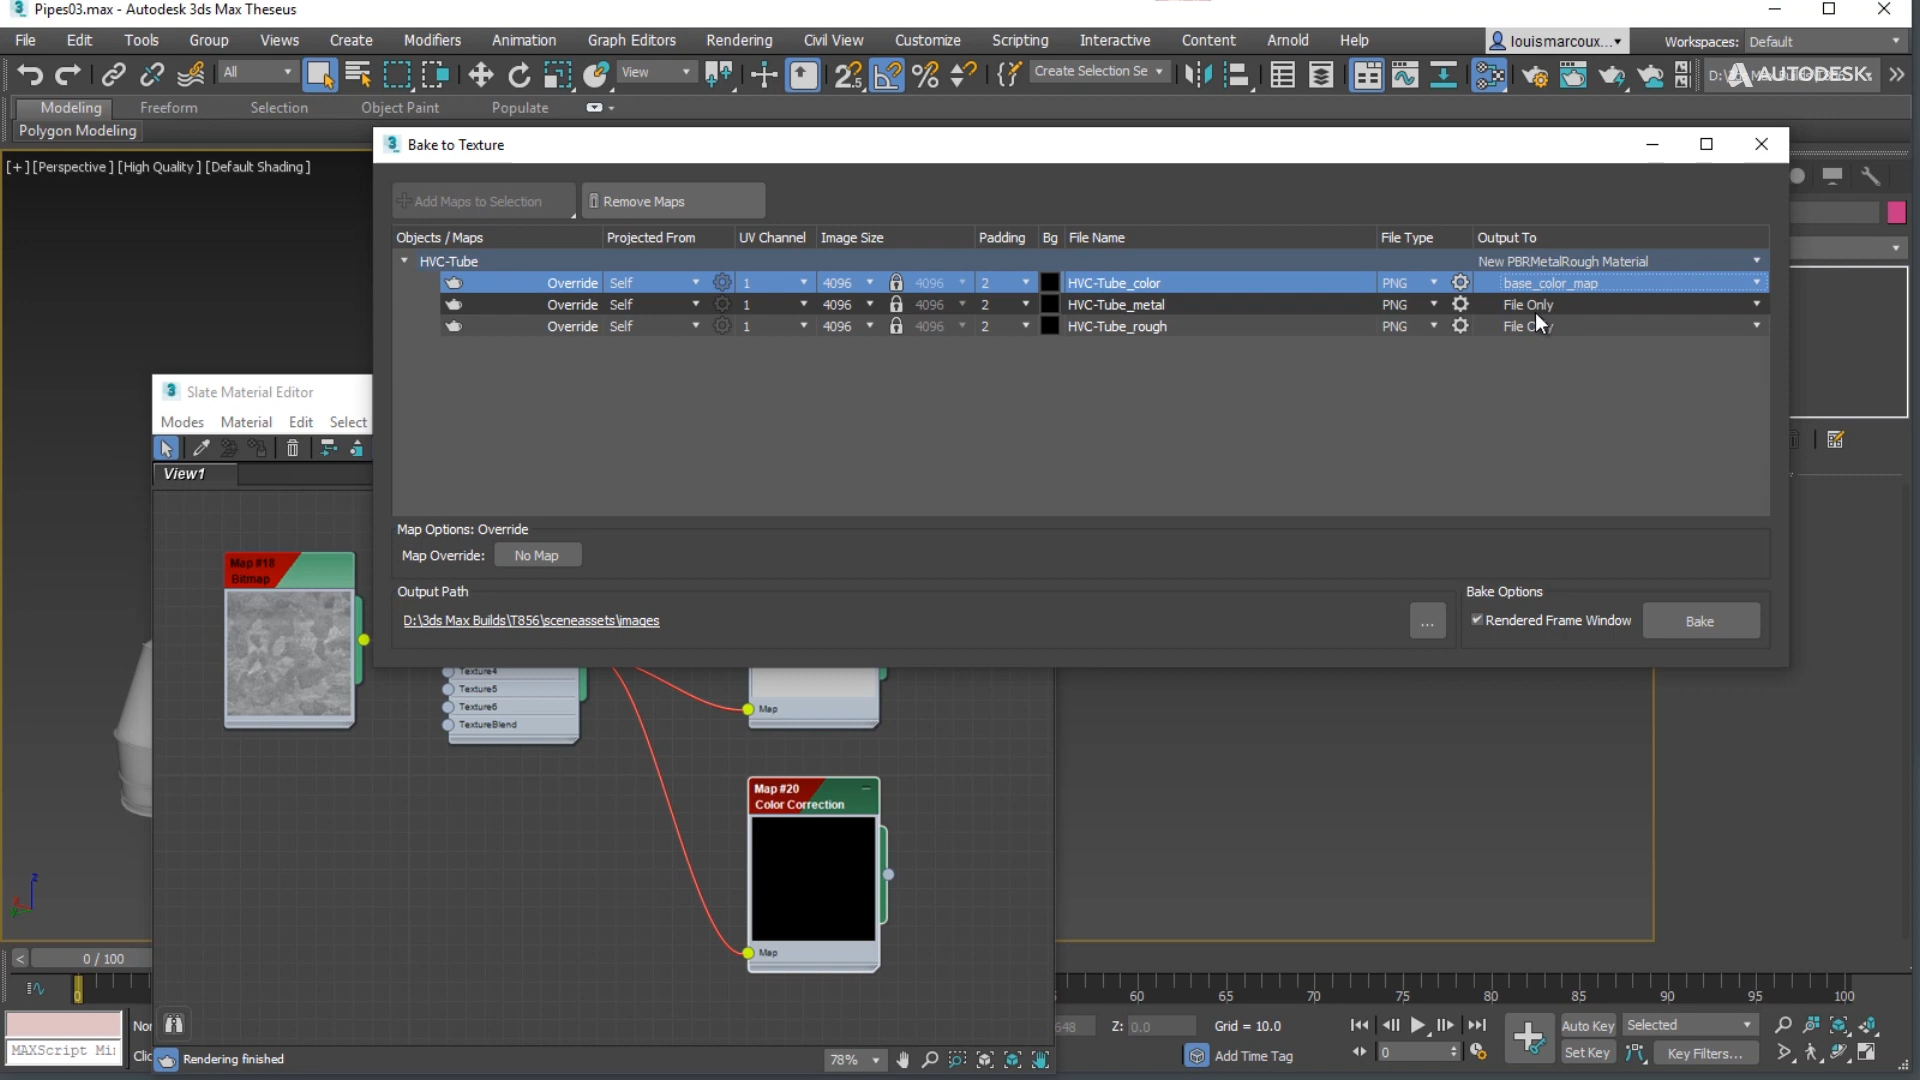 3 Pipes03.max - Autodesk 3ds Max Theseus
File Edit Tools Group Views Create Modifiers Animation Graph Editors Rendering Civil View Customize Scripting Interactive Content Arnold Help louismarcoux... Workspaces: Default
All View Create Selection Se AUTODESK.
Modeling Freeform Selection Object Paint Populate
Polygon Modeling
[+] [Perspective ] [High Quality ] [Default Shading ]
3 Bake to Texture
Add Maps to Selection Remove Maps
Objects / Maps Projected From UV Channel Image Size Padding Bg File Name File Type Output To
HVC-Tube New PBRMetalRough Material
Override Self 1 4096 4096 2 HVC-Tube_color PNG base_color_map
Override Self 1 4096 4096 2 HVC-Tube_metal PNG File Only
Override Self 1 4096 4096 2 HVC-Tube_rough PNG File
Map Options: Override
Map Override: No Map
Output Path
D:\3ds Max Builds\T856\sceneassets\images ...
Bake Options
Rendered Frame Window Bake
3 Slate Material Editor
Modes Material Edit Select
View1
Map #18
Bitmap
Texture4
Texture5
Texture6
TextureBlend
Map
Map #20
Color Correction
Map
Rendering finished 78%
< 0 / 100
0 60 65 70 75 80 85 90 95 100
MAXScript Mi
Z: 0.0 Grid = 10.0
Add Time Tag
0
Auto Key Selected
Set Key Key Filters...